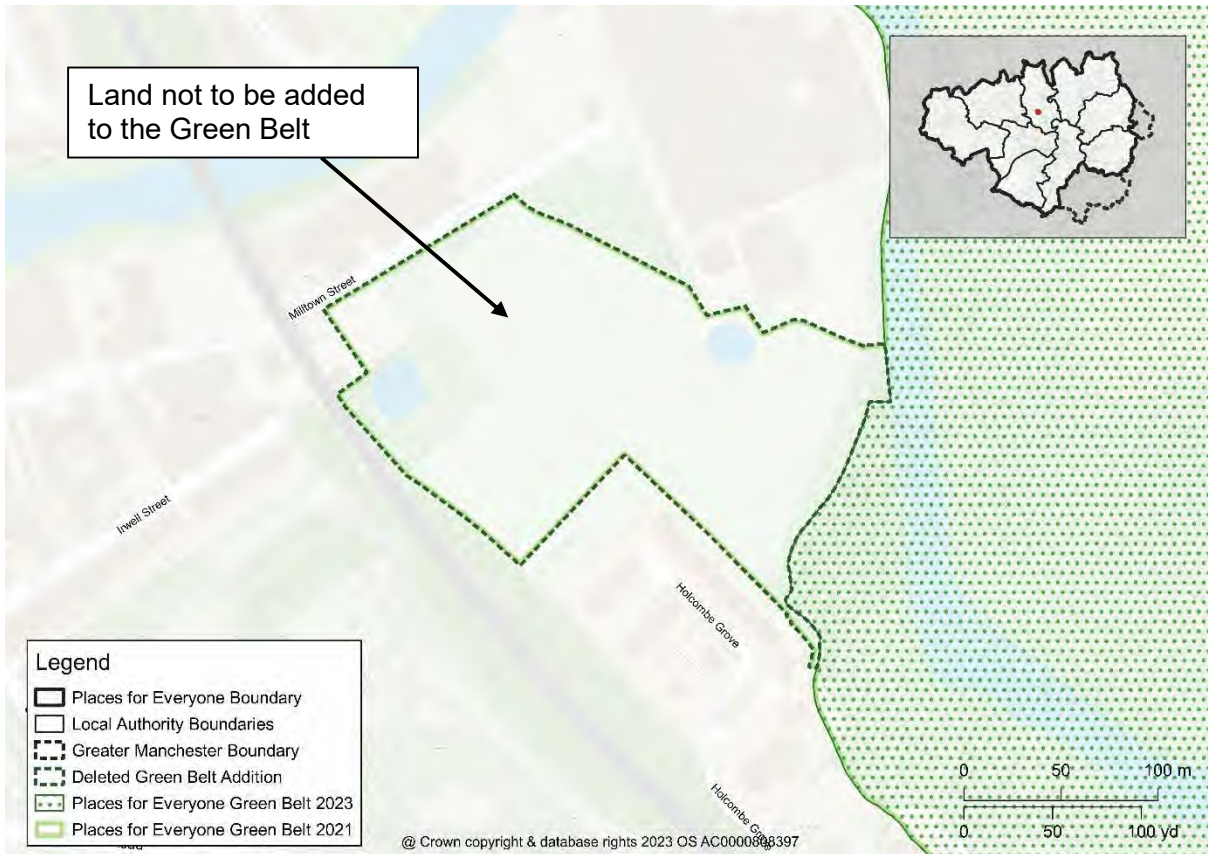 Land not to be added
to the Green Belt
Milltown Street
Irwell Street
Holcombe Grove
Holcombe Grove
Legend
Places for Everyone Boundary
Local Authority Boundaries
Greater Manchester Boundary
Deleted Green Belt Addition
Places for Everyone Green Belt 2023
Places for Everyone Green Belt 2021
0 50 100 m
0 50 100 yd
@ Crown copyright & database rights 2023 OS